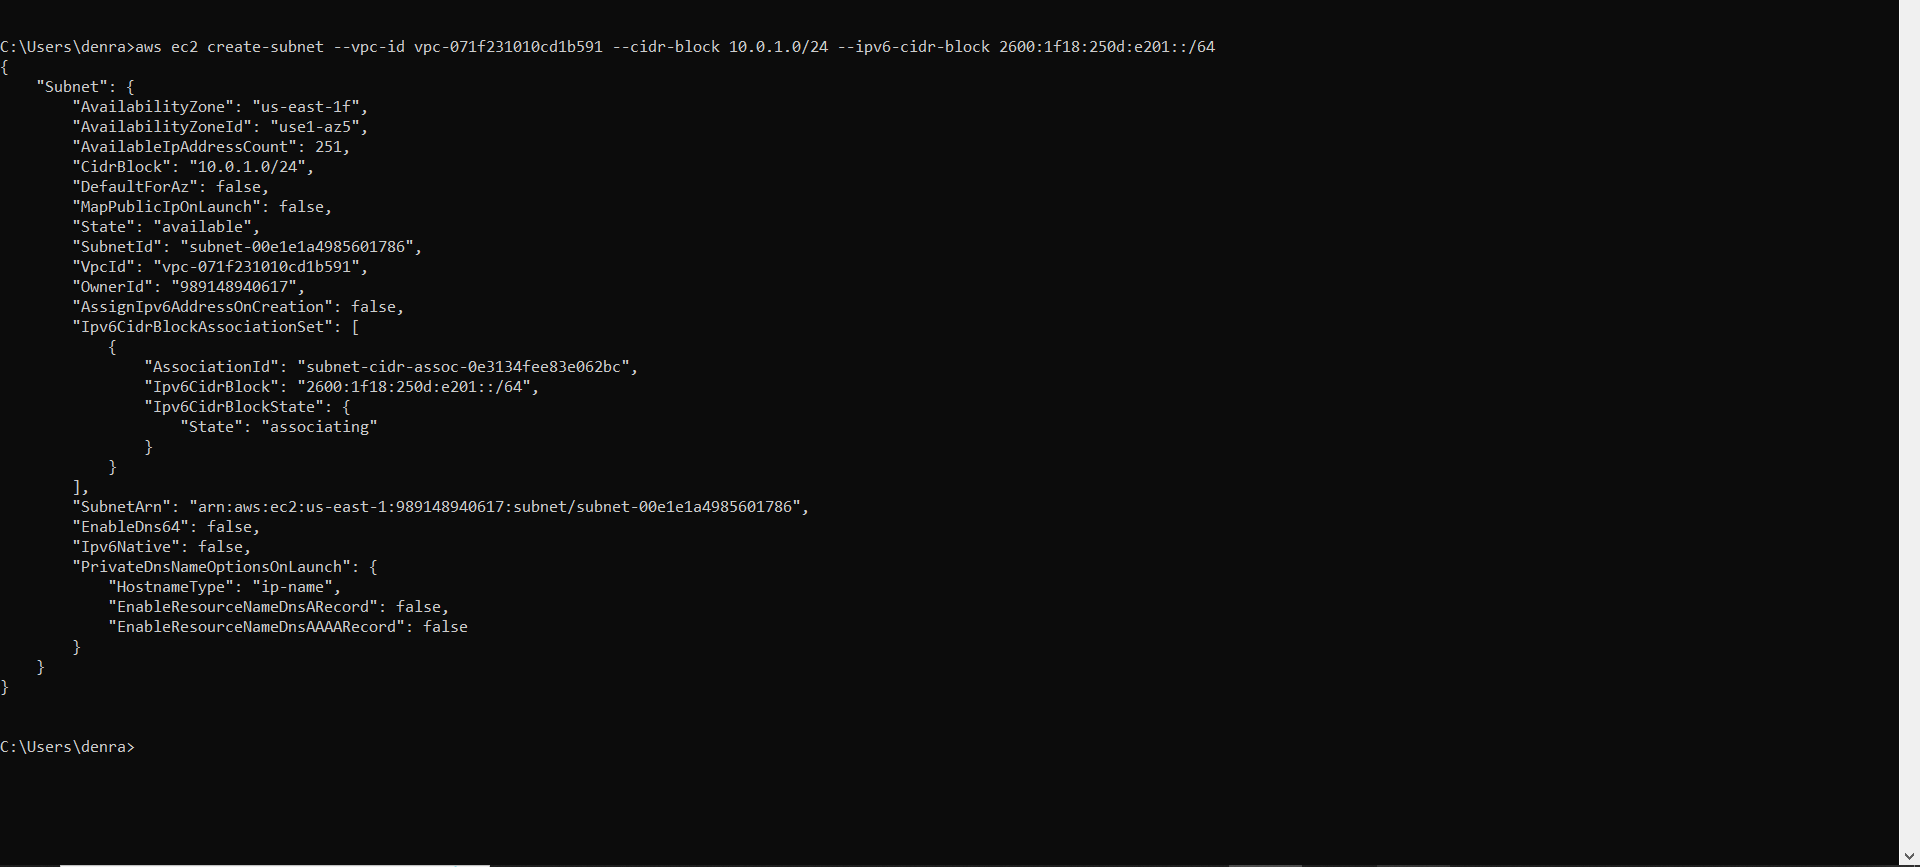 C:\Users\denra>aws ec2 create-subnet --vpc-id vpc-071f231010cd1b591 --cidr-block 10.0.1.0/24 --ipv6-cidr-block 2600:1f18:250d:e201::/64
{
    "Subnet": {
        "AvailabilityZone": "us-east-1f",
        "AvailabilityZoneId": "use1-az5",
        "AvailableIpAddressCount": 251,
        "CidrBlock": "10.0.1.0/24",
        "DefaultForAz": false,
        "MapPublicIpOnLaunch": false,
        "State": "available",
        "SubnetId": "subnet-00e1e1a4985601786",
        "VpcId": "vpc-071f231010cd1b591",
        "OwnerId": "989148940617",
        "AssignIpv6AddressOnCreation": false,
        "Ipv6CidrBlockAssociationSet": [
            {
                "AssociationId": "subnet-cidr-assoc-0e3134fee83e062bc",
                "Ipv6CidrBlock": "2600:1f18:250d:e201::/64",
                "Ipv6CidrBlockState": {
                    "State": "associating"
                }
            }
        ],
        "SubnetArn": "arn:aws:ec2:us-east-1:989148940617:subnet/subnet-00e1e1a4985601786",
        "EnableDns64": false,
        "Ipv6Native": false,
        "PrivateDnsNameOptionsOnLaunch": {
            "HostnameType": "ip-name",
            "EnableResourceNameDnsARecord": false,
            "EnableResourceNameDnsAAAARecord": false
        }
    }
}
C:\Users\denra>